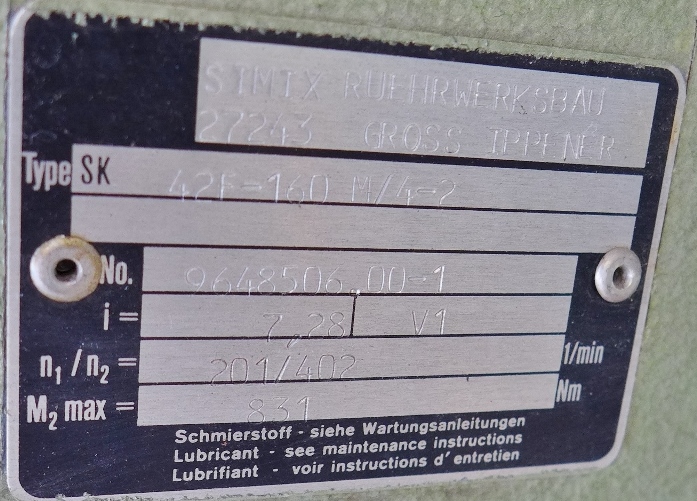 SIMIX RUEHRWERKSBAU
27243 GROSS IPPENER
Type SK 42F-160 M/4-2
No. 9648506.00-1
i = 7,28 V1
n₁ / n₂ = 201/402 1/min
M₂ max = 831 Nm
Schmierstoff - siehe Wartungsanleitungen
Lubricant - see maintenance instructions
Lubrifiant - voir instructions d'entretien